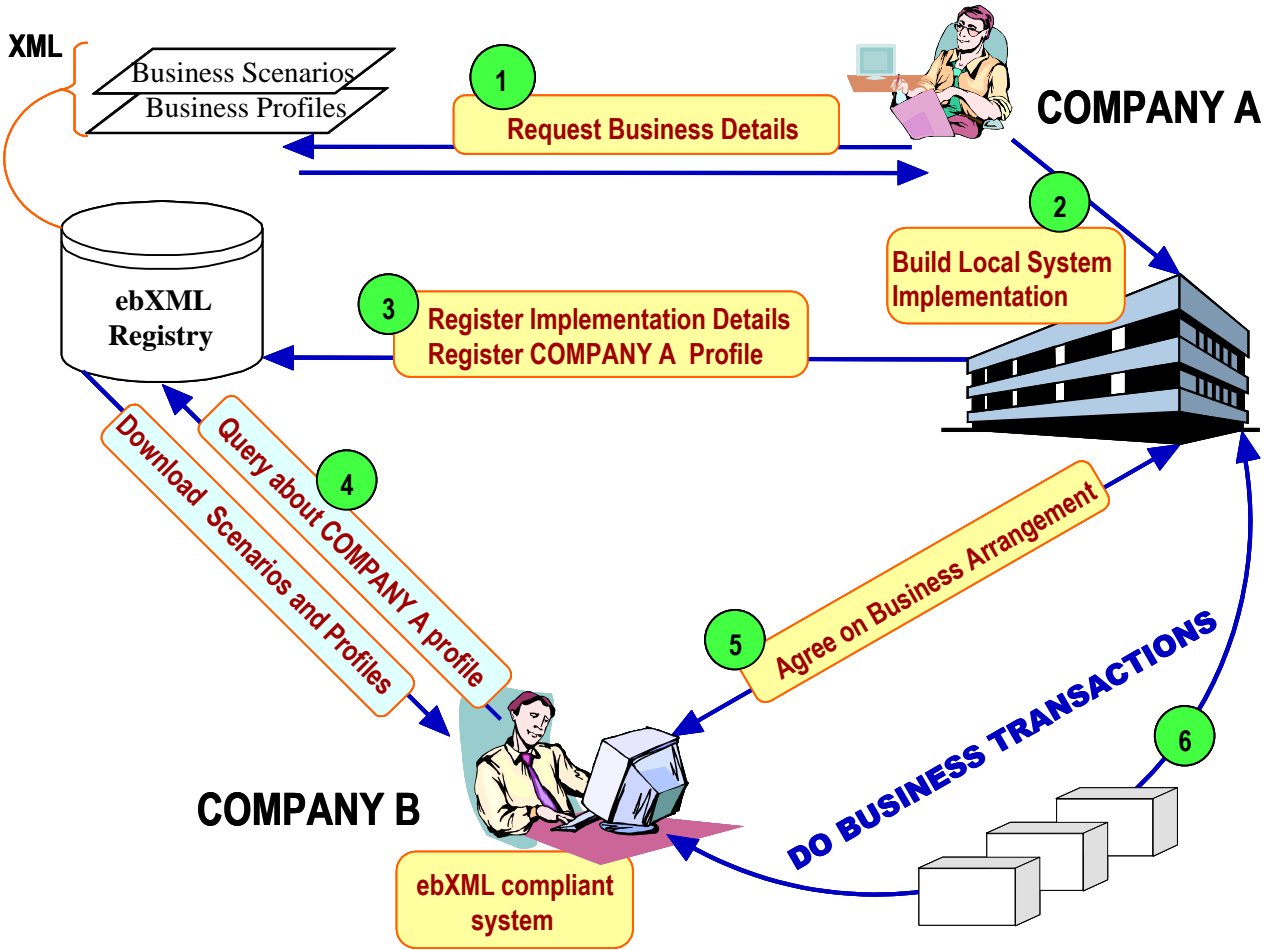 XML
Business Scenarios
Business Profiles
1
Request Business Details
COMPANY A
2
Build Local System
Implementation
ebXML
Registry
3
Register Implementation Details
Register COMPANY A Profile
4
Query about COMPANY A profile
Download Scenarios and Profiles
5
Agree on Business Arrangement
DO BUSINESS TRANSACTIONS
6
COMPANY B
ebXML compliant
system